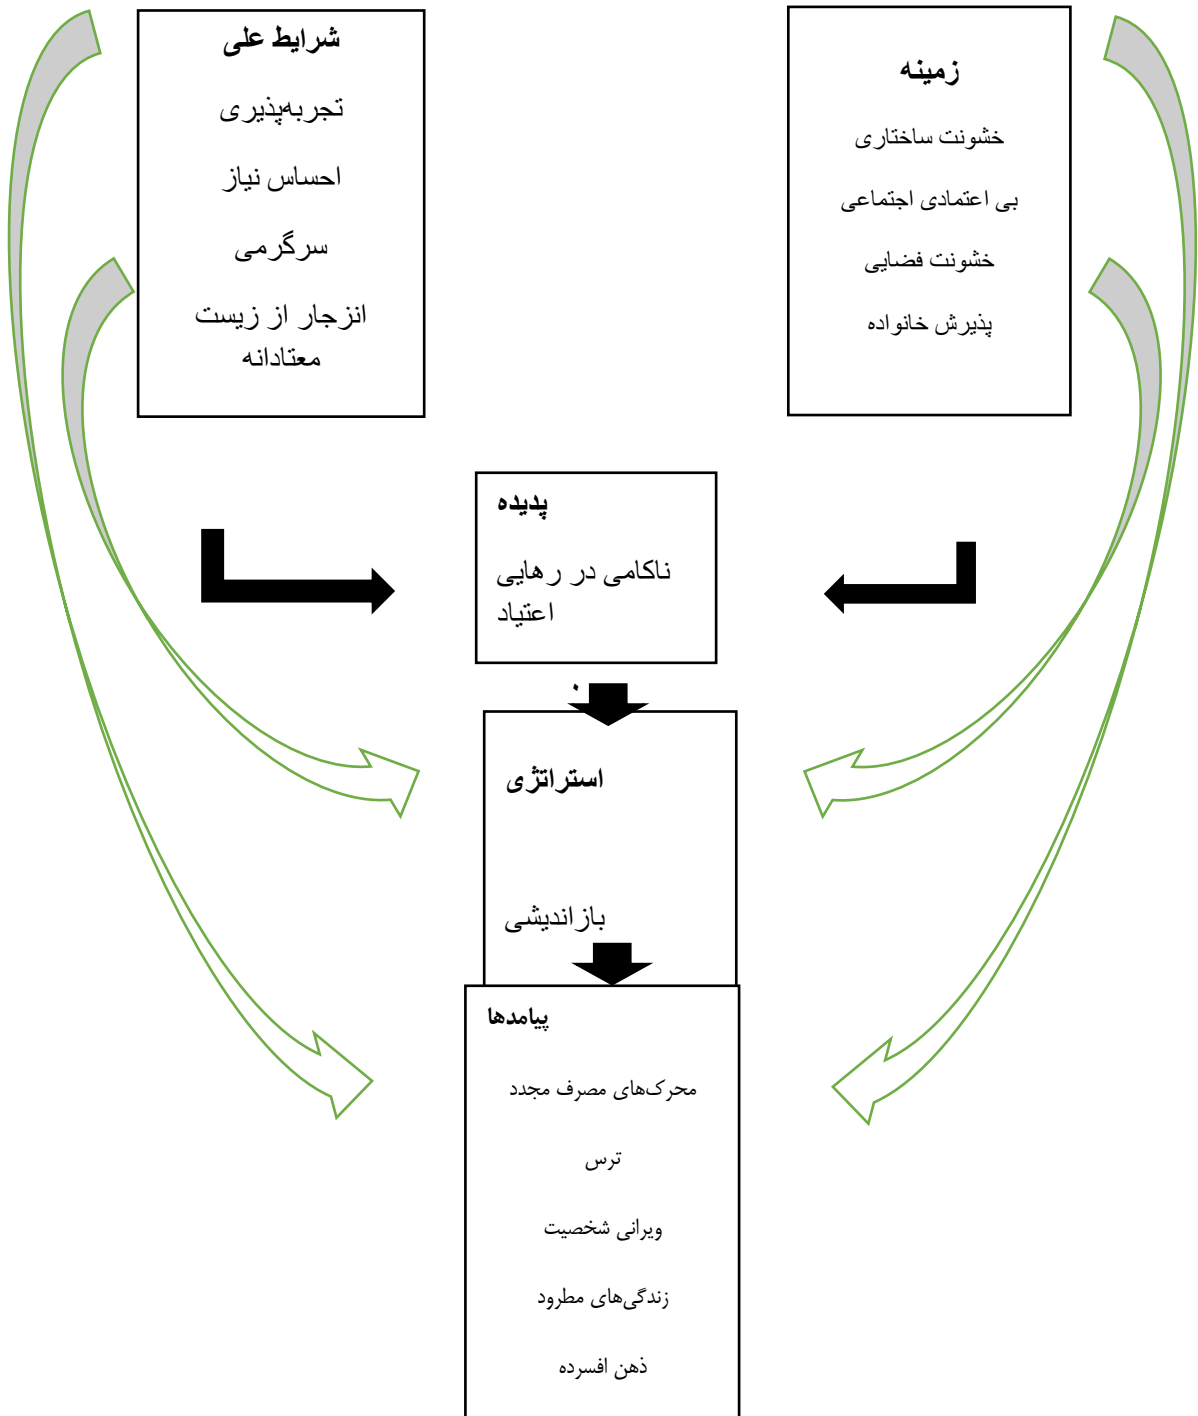 زمینه
خشونت ساختاری
بی اعتمادی اجتماعی
خشونت فضایی
پذیرش خانواده
شرایط علی
تجربه‌پذیری
احساس نیاز
سرگرمی
انزجار از زیست
معتادانه
پدیده
ناکامی در رهایی
اعتیاد
.
استراتژی
بازاندیشی
پیامدها
محرک‌های مصرف مجدد
ترس
ویرانی شخصیت
زندگی‌های مطرود
ذهن افسرده